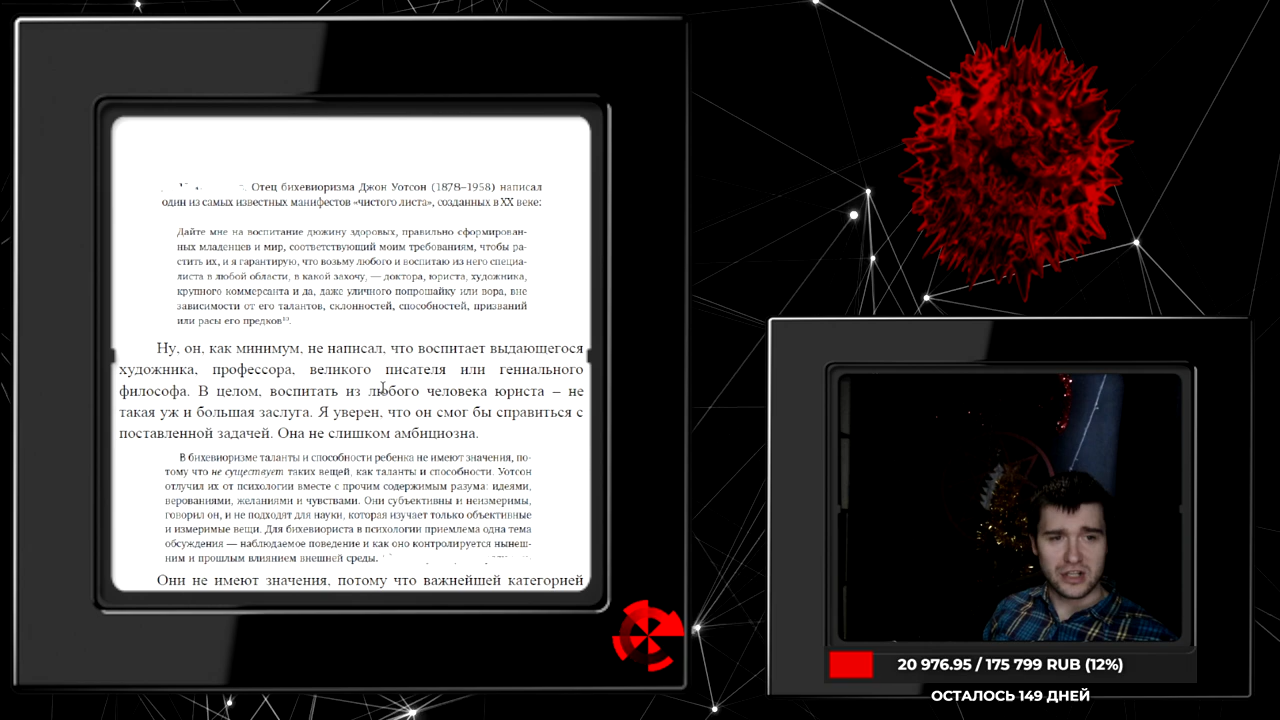 Отец бихевиоризма Джон Уотсон (1878–1958) написал
один из самых известных манифестов «чистого листа», созданных в XX веке:
Дайте мне на воспитание дюжину здоровых, правильно сформирован-
ных младенцев и мир, соответствующий моим требованиям, чтобы ра-
стить их, и я гарантирую, что возьму любого и воспитаю из него специа-
листа в любой области, в какой захочу, — доктора, юриста, художника,
крупного коммерсанта и да, даже уличного попрошайку или вора, вне
зависимости от его талантов, склонностей, способностей, призваний
или расы его предков¹⁰.
Ну, он, как минимум, не написал, что воспитает выдающегося
художника, профессора, великого писателя или гениального
философа. В целом, воспитать из любого человека юриста – не
такая уж и большая заслуга. Я уверен, что он смог бы справиться с
поставленной задачей. Она не слишком амбициозна.
В бихевиоризме таланты и способности ребенка не имеют значения, по-
тому что не существует таких вещей, как таланты и способности. Уотсон
отлучил их от психологии вместе с прочим содержимым разума: идеями,
верованиями, желаниями и чувствами. Они субъективны и неизмеримы,
говорил он, и не подходят для науки, которая изучает только объективные
и измеримые вещи. Для бихевиориста в психологии приемлема одна тема
обсуждения — наблюдаемое поведение и как оно контролируется нынеш-
ним и прошлым влиянием внешней среды.
Они не имеют значения, потому что важнейшей категорией
20 976.95 / 175 799 RUB (12%)
ОСТАЛОСЬ 149 ДНЕЙ